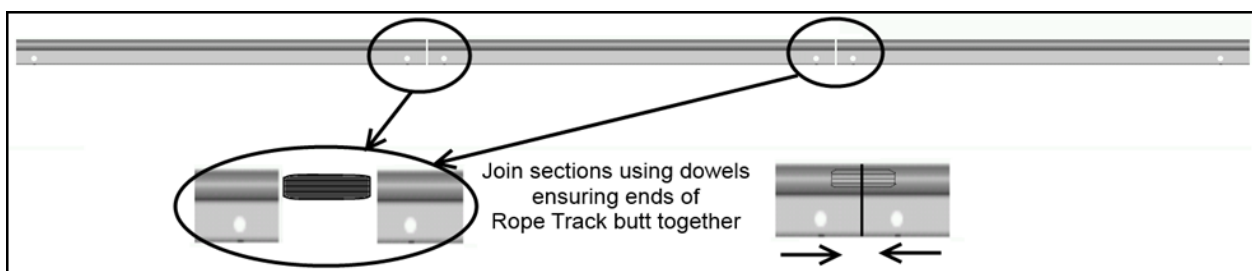 Join sections using dowels
ensuring ends of
Rope Track butt together